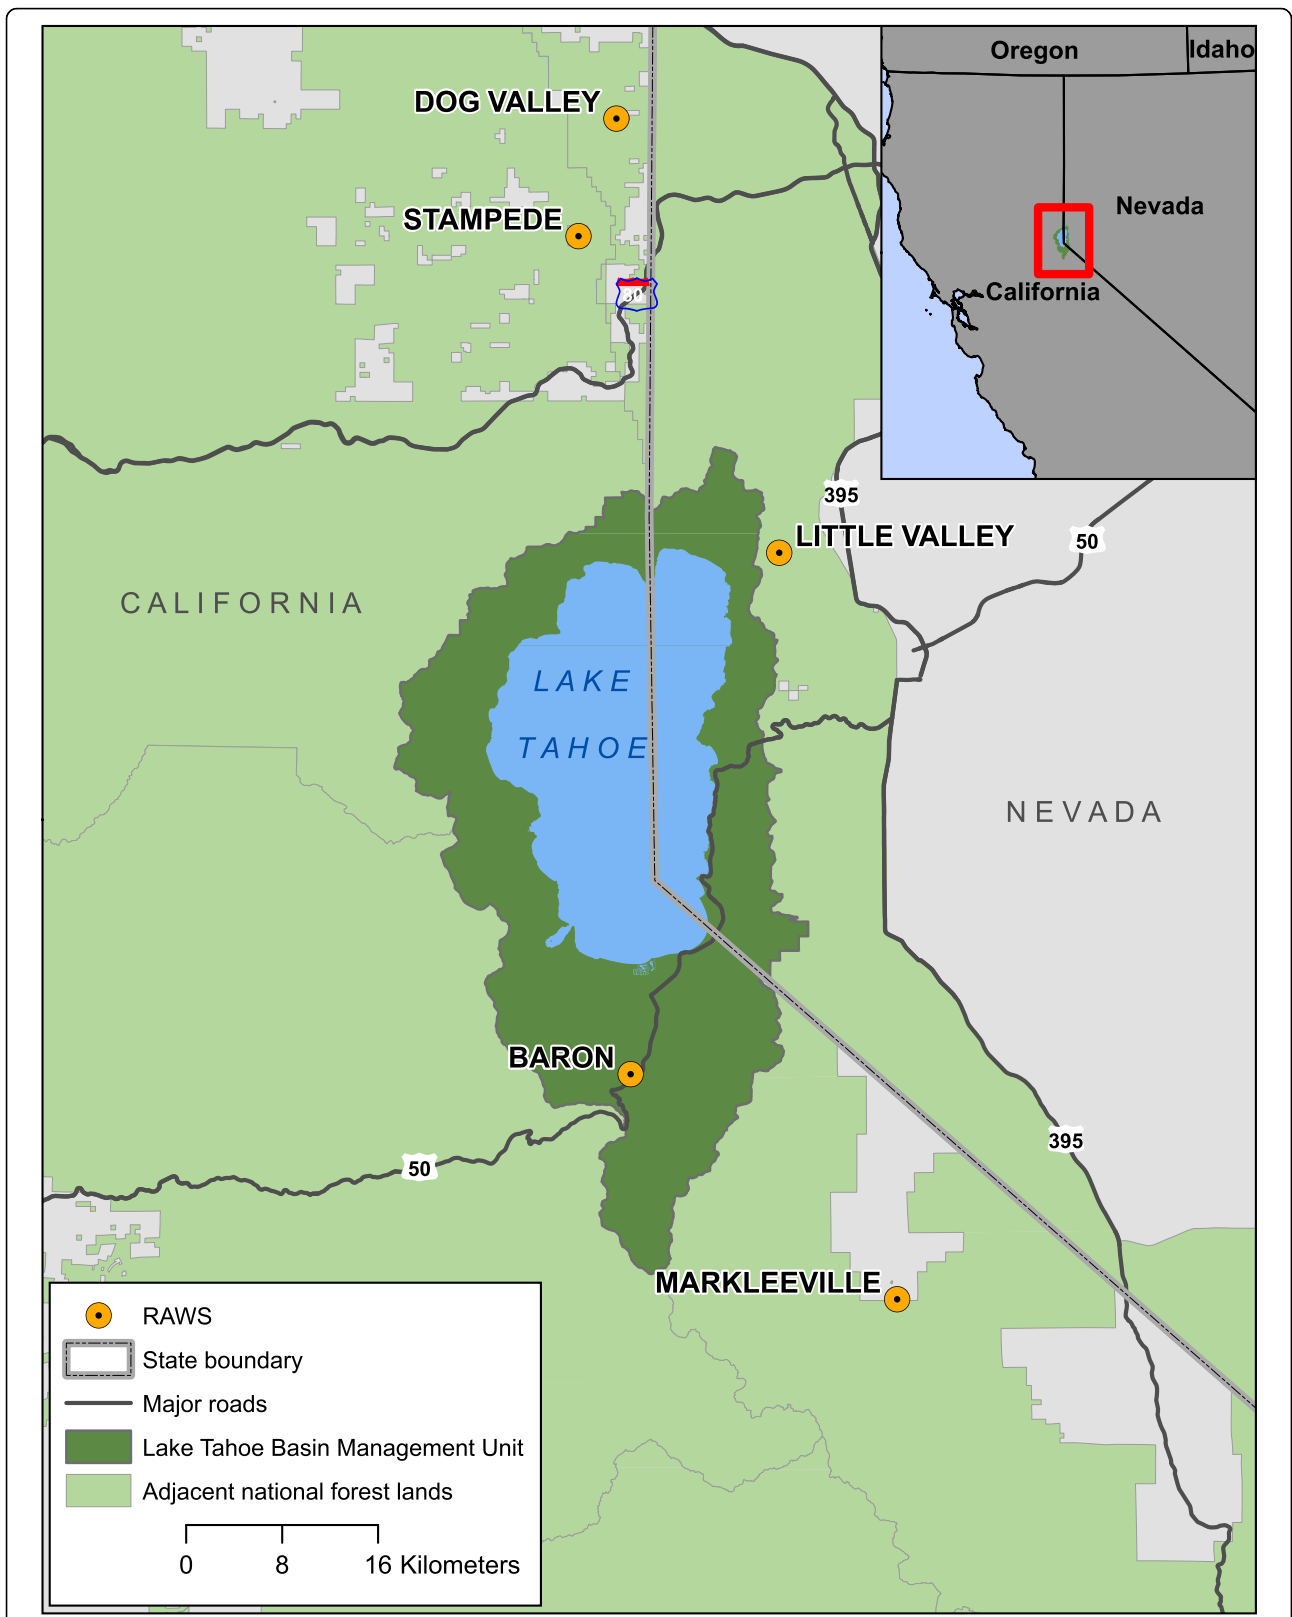 Oregon
Idaho
DOG VALLEY
Nevada
STAMPEDE
80
California
395
LITTLE VALLEY
50
CALIFORNIA
LAKE
TAHOE
NEVADA
BARON
395
50
MARKLEEVILLE
RAWS
State boundary
Major roads
Lake Tahoe Basin Management Unit
Adjacent national forest lands
0 8 16 Kilometers